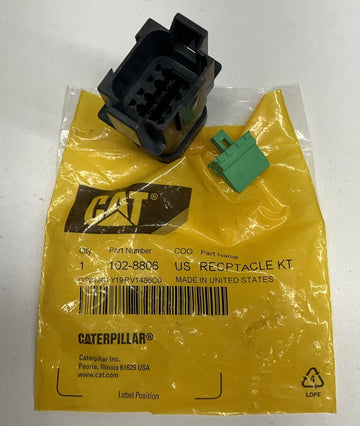 CAT
Qty Part Number COO Part Name
1 102-8806 US RECPTACLE KT
MADE IN UNITED STATES
CATERPILLAR®
Caterpillar Inc.
Peoria, Illinois 61629 USA
www.cat.com
Label Position
4
LDPE